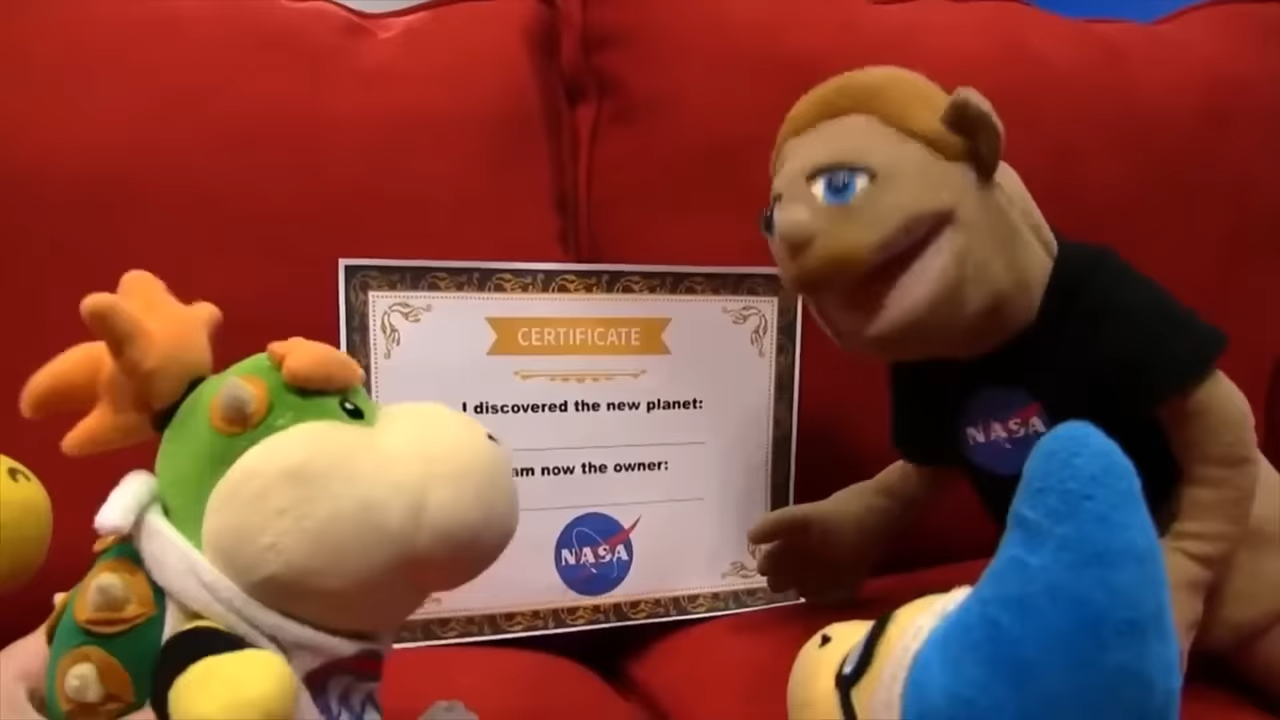 CERTIFICATE
I discovered the new planet:
am now the owner:
NASA
NASA